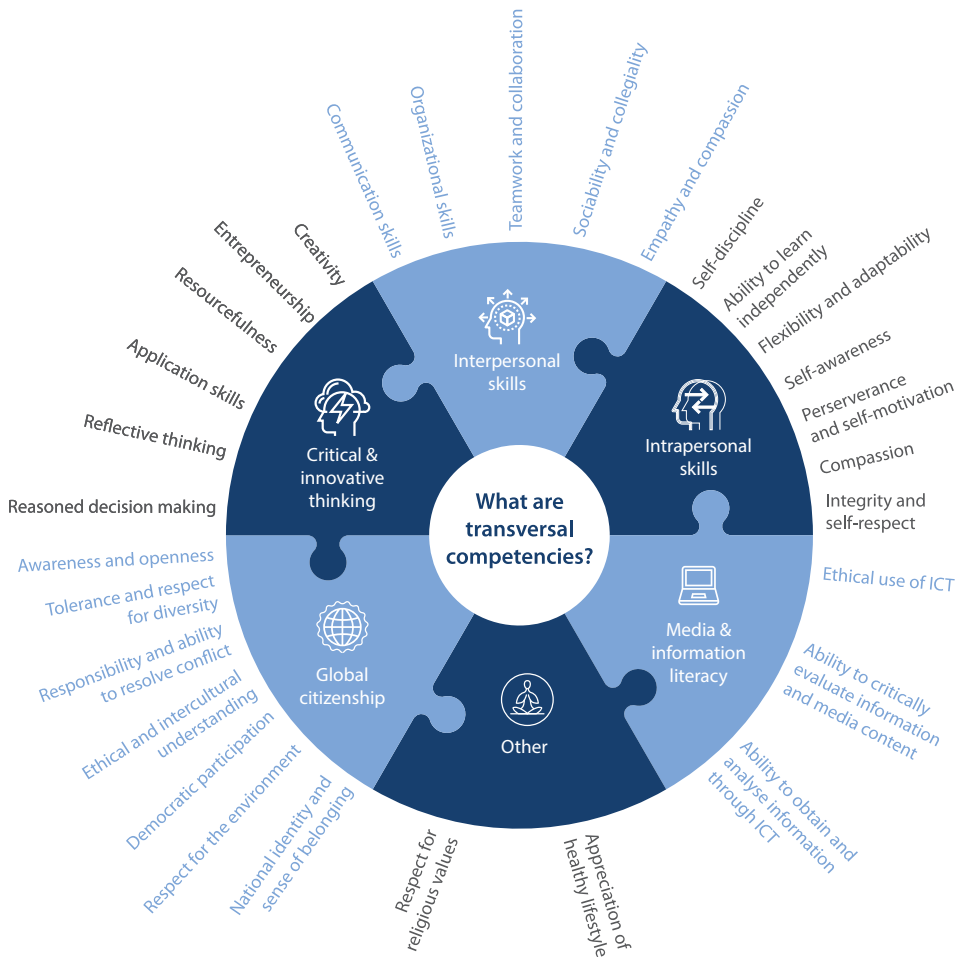 What are
transversal
competencies?
Interpersonal
skills
Communication skills
Organizational skills
Teamwork and collaboration
Sociability and collegiality
Empathy and compassion
Intrapersonal
skills
Self-discipline
Ability to learn
independently
Flexibility and adaptability
Self-awareness
Perserverance
and self-motivation
Compassion
Integrity and
self-respect
Media &
information
literacy
Ethical use of ICT
Ability to critically
evaluate information
and media content
Ability to obtain and
analyse information
through ICT
Other
Appreciation of
healthy lifestyle
Respect for
religious values
Global
citizenship
National identity and
sense of belonging
Respect for the environment
Democratic participation
Ethical and intercultural
understanding
Responsibility and ability
to resolve conflict
Tolerance and respect
for diversity
Awareness and openness
Critical &
innovative
thinking
Reasoned decision making
Reflective thinking
Application skills
Resourcefulness
Entrepreneurship
Creativity